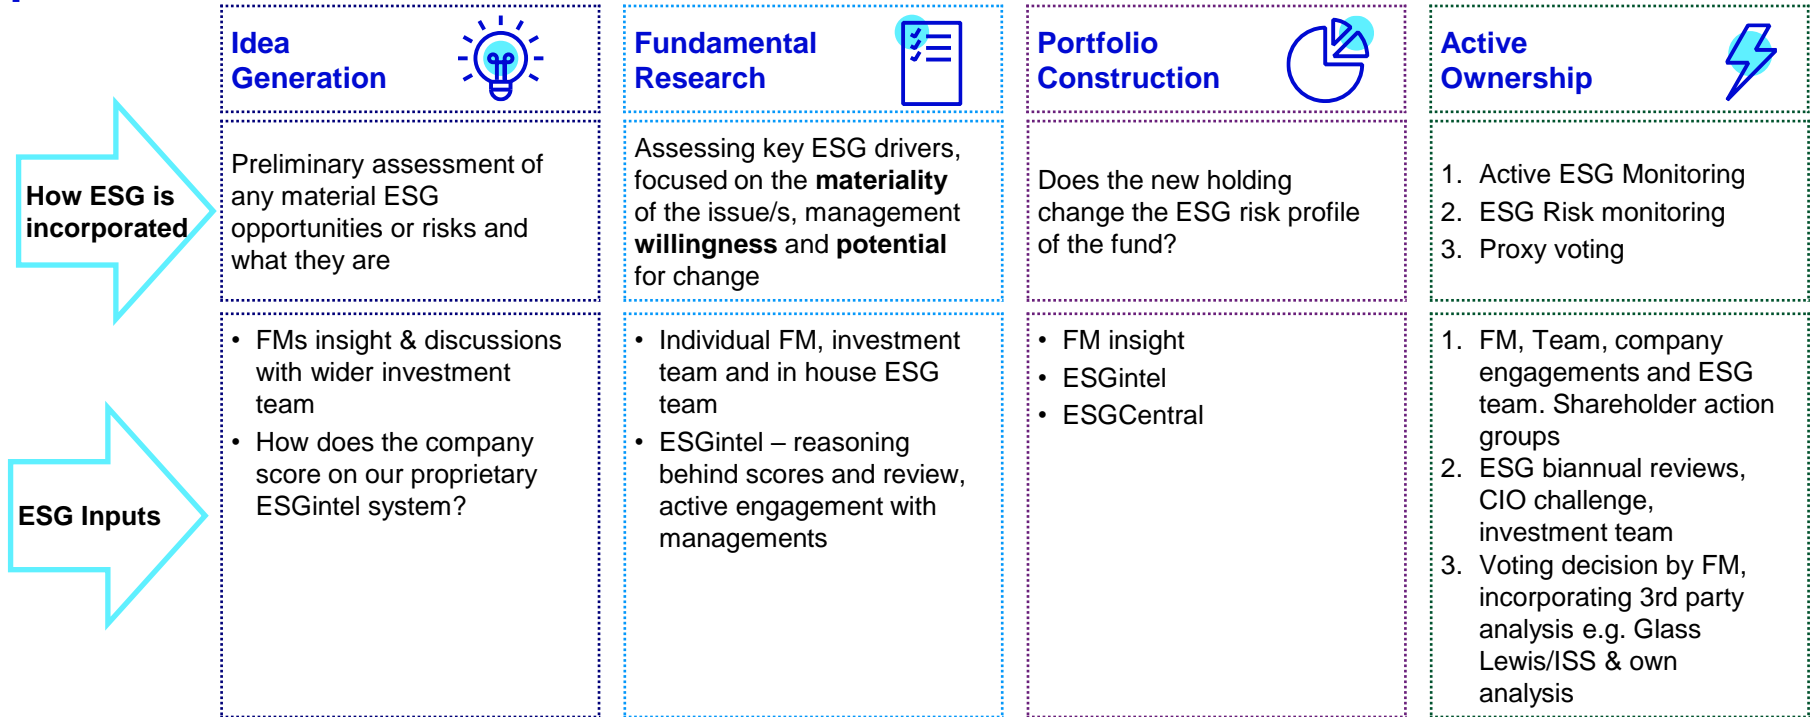 Idea
Generation
Fundamental
Research
Portfolio
Construction
Active
Ownership
How ESG is
incorporated
Preliminary assessment of
any material ESG
opportunities or risks and
what they are
Assessing key ESG drivers,
focused on the materiality
of the issue/s, management
willingness and potential
for change
Does the new holding
change the ESG risk profile
of the fund?
1. Active ESG Monitoring
2. ESG Risk monitoring
3. Proxy voting
ESG Inputs
• FMs insight & discussions
with wider investment
team
• How does the company
score on our proprietary
ESGintel system?
• Individual FM, investment
team and in house ESG
team
• ESGintel – reasoning
behind scores and review,
active engagement with
managements
• FM insight
• ESGintel
• ESGCentral
1. FM, Team, company
engagements and ESG
team. Shareholder action
groups
2. ESG biannual reviews,
CIO challenge,
investment team
3. Voting decision by FM,
incorporating 3rd party
analysis e.g. Glass
Lewis/ISS & own
analysis